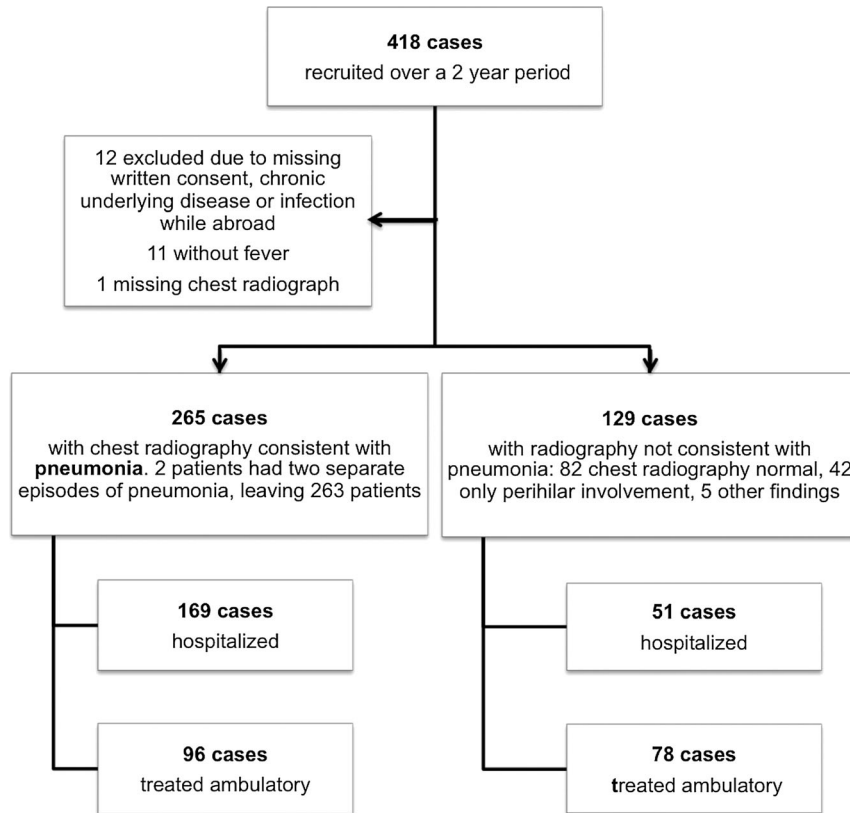 418 cases
recruited over a 2 year period
12 excluded due to missing
written consent, chronic
underlying disease or infection
while abroad
11 without fever
1 missing chest radiograph
265 cases
with chest radiography consistent with
pneumonia. 2 patients had two separate
episodes of pneumonia, leaving 263 patients
129 cases
with radiography not consistent with
pneumonia: 82 chest radiography normal, 42
only perihilar involvement, 5 other findings
169 cases
hospitalized
51 cases
hospitalized
96 cases
treated ambulatory
78 cases
treated ambulatory